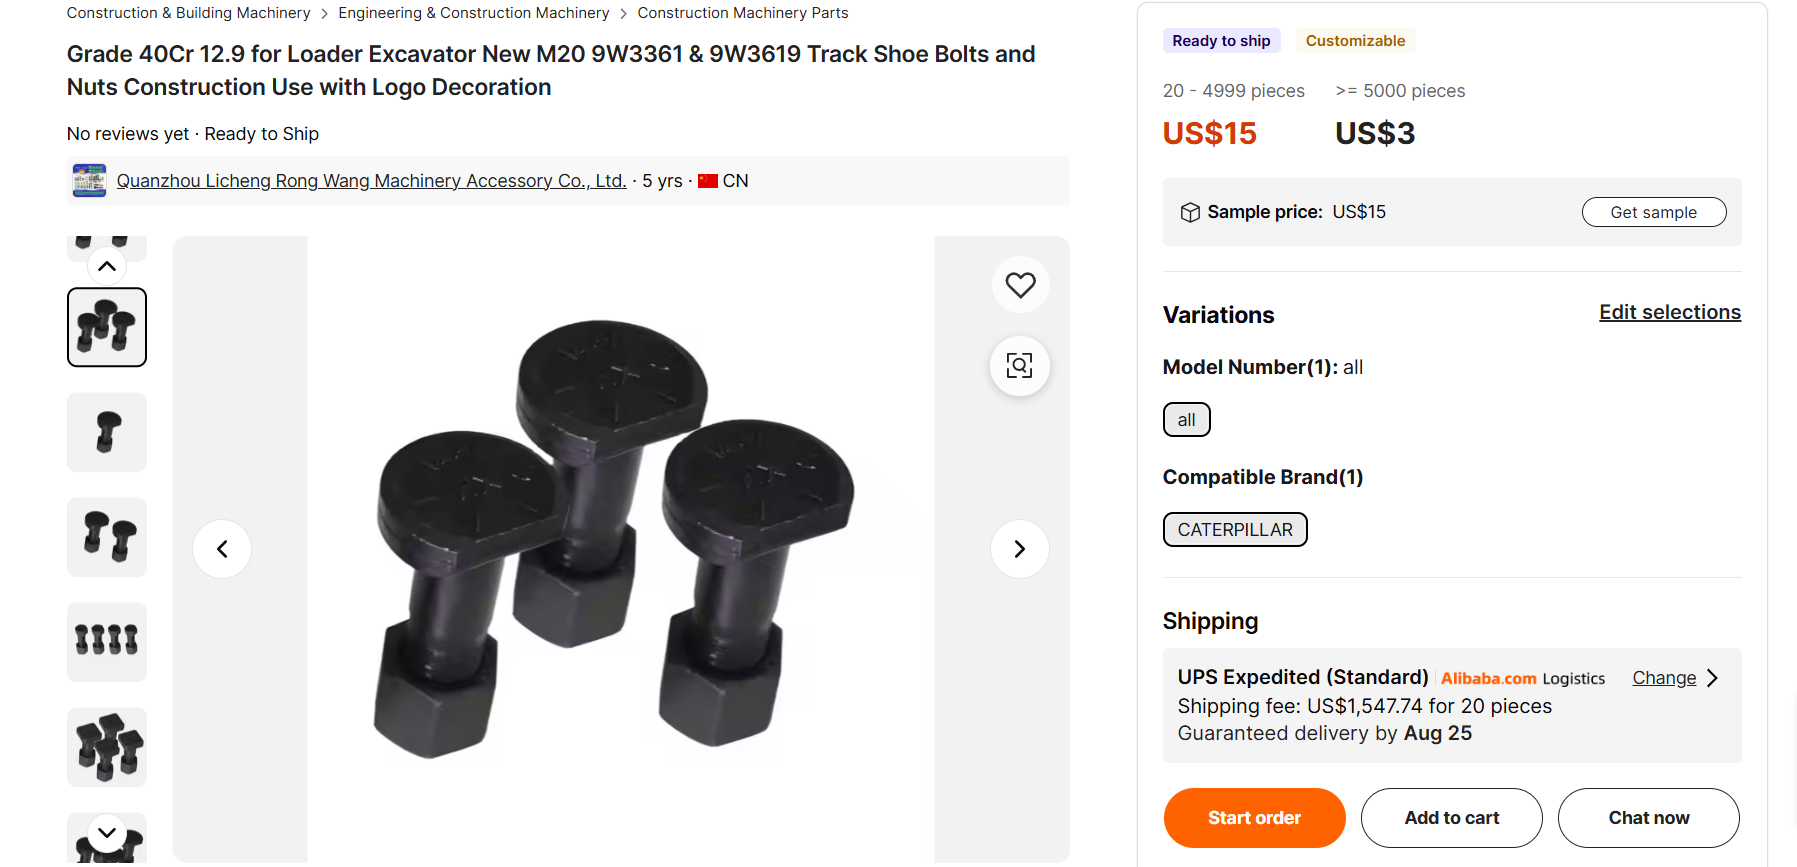 Construction & Building Machinery > Engineering & Construction Machinery > Construction Machinery Parts
Grade 40Cr 12.9 for Loader Excavator New M20 9W3361 & 9W3619 Track Shoe Bolts and
Nuts Construction Use with Logo Decoration
No reviews yet · Ready to Ship
Quanzhou Licheng Rong Wang Machinery Accessory Co., Ltd. · 5 yrs · CN
Ready to ship
Customizable
20 - 4999 pieces
>= 5000 pieces
US$15
US$3
Sample price: US$15
Get sample
Variations
Edit selections
Model Number(1): all
all
Compatible Brand(1)
CATERPILLAR
Shipping
UPS Expedited (Standard) Alibaba.com Logistics
Change
Shipping fee: US$1,547.74 for 20 pieces
Guaranteed delivery by Aug 25
Start order
Add to cart
Chat now